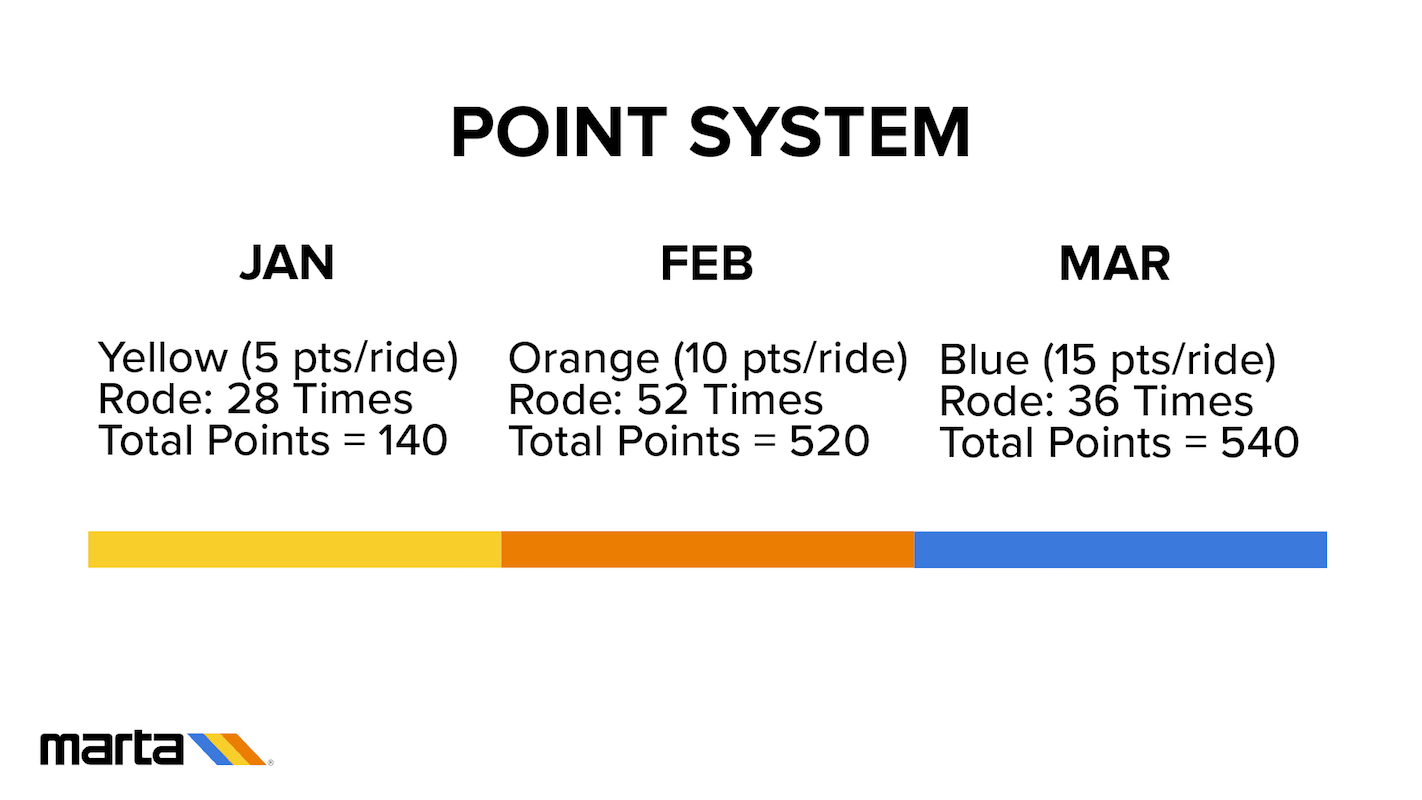 POINT SYSTEM
JAN
Yellow (5 pts/ride)
Rode: 28 Times
Total Points = 140
FEB
Orange (10 pts/ride)
Rode: 52 Times
Total Points = 520
MAR
Blue (15 pts/ride)
Rode: 36 Times
Total Points = 540
marta ®